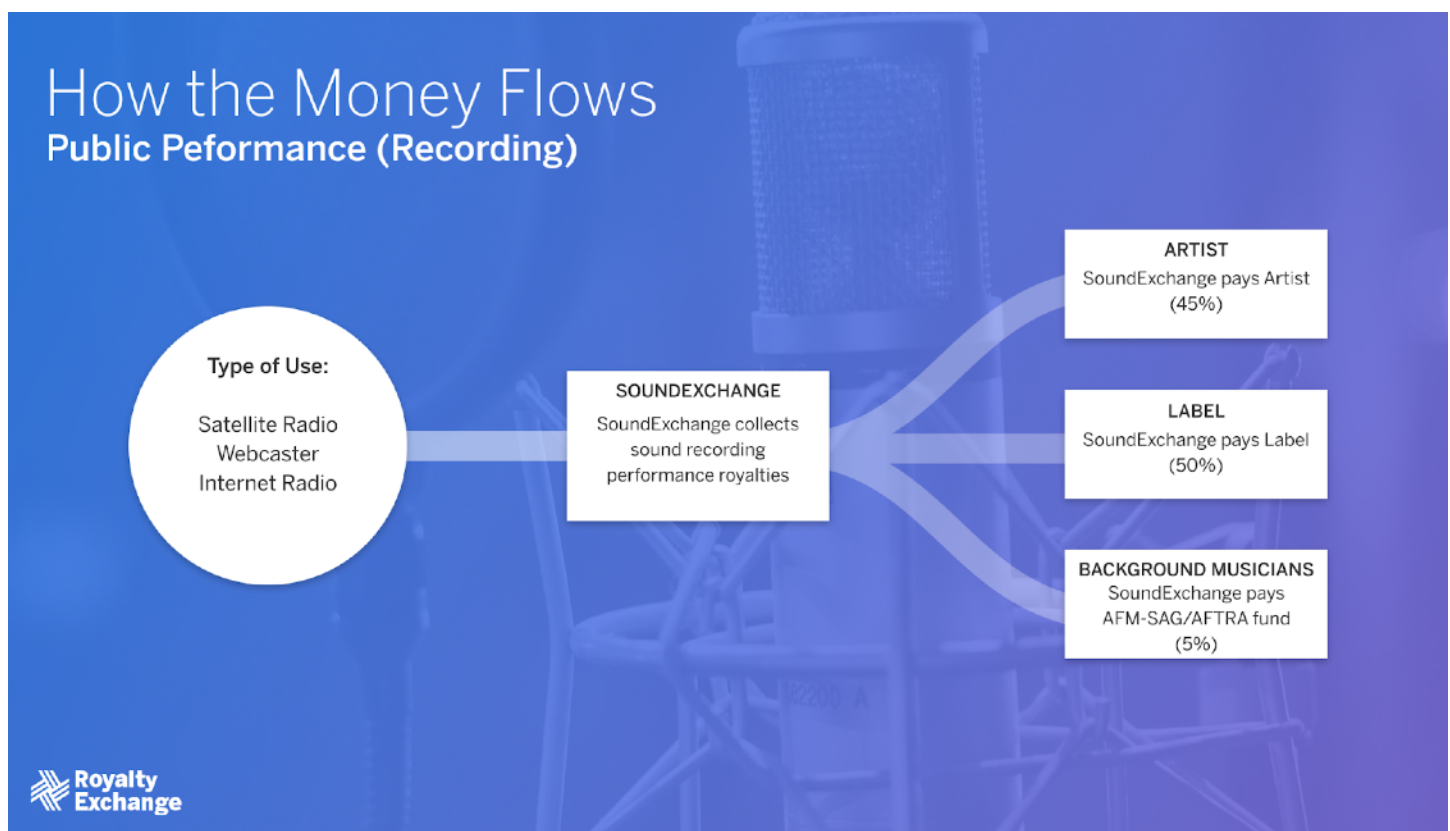 How the Money Flows
Public Peformance (Recording)
Type of Use:
Satellite Radio
Webcaster
Internet Radio
SOUNDEXCHANGE
SoundExchange collects
sound recording
performance royalties
ARTIST
SoundExchange pays Artist
(45%)
LABEL
SoundExchange pays Label
(50%)
BACKGROUND MUSICIANS
SoundExchange pays
AFM-SAG/AFTRA fund
(5%)
Royalty
Exchange